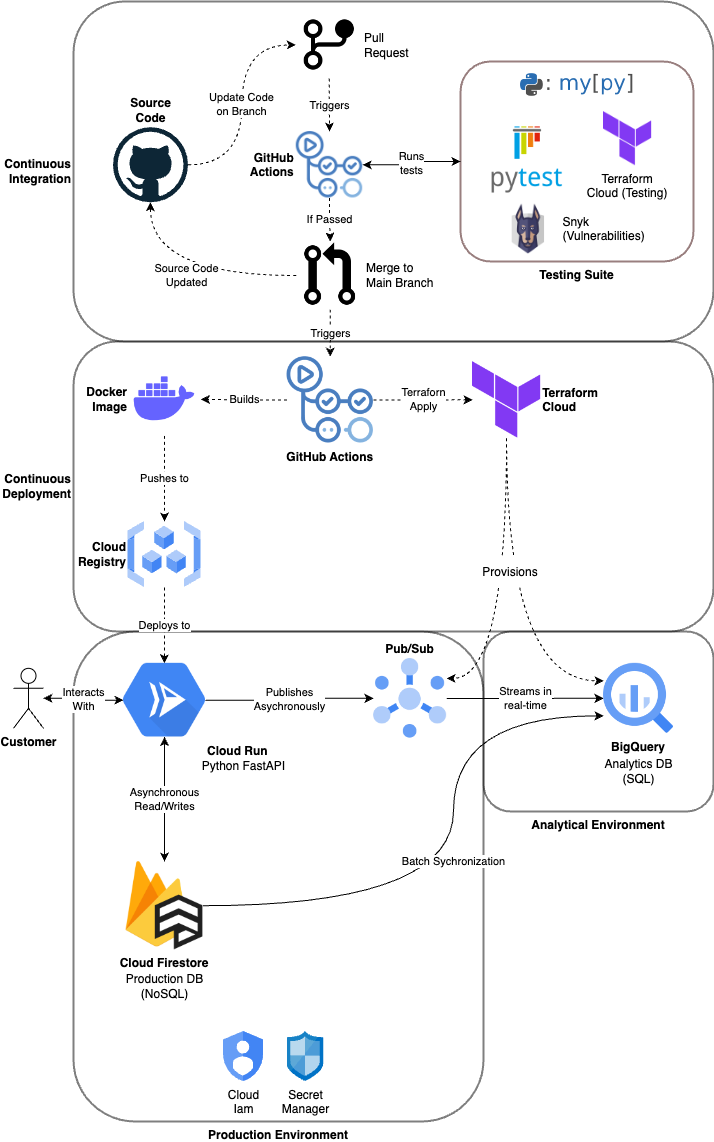 Pull
Request
Update Code
on Branch
Triggers
Source
Code
Continuous
Integration
GitHub
Actions
Runs
tests
: my[py]
pytest
Terraform
Cloud (Testing)
Snyk
(Vulnerabilities)
Testing Suite
If Passed
Source Code
Updated
Merge to
Main Branch
Triggers
Docker
Image
Builds
Terraform
Apply
Terraform
Cloud
GitHub Actions
Continuous
Deployment
Pushes to
Cloud
Registry
Provisions
Deploys to
Pub/Sub
Interacts
With
Customer
Publishes
Asychronously
Streams in
real-time
Cloud Run
Python FastAPI
BigQuery
Analytics DB
(SQL)
Asynchronous
Read/Writes
Analytical Environment
Batch Sychronization
Cloud Firestore
Production DB
(NoSQL)
Cloud
Iam
Secret
Manager
Production Environment